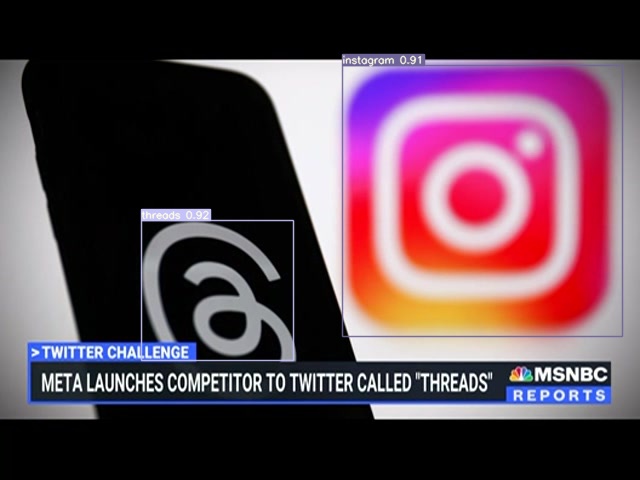 instagram 0.91
threads 0.92
> TWITTER CHALLENGE
META LAUNCHES COMPETITOR TO TWITTER CALLED "THREADS"
MSNBC
REPORTS